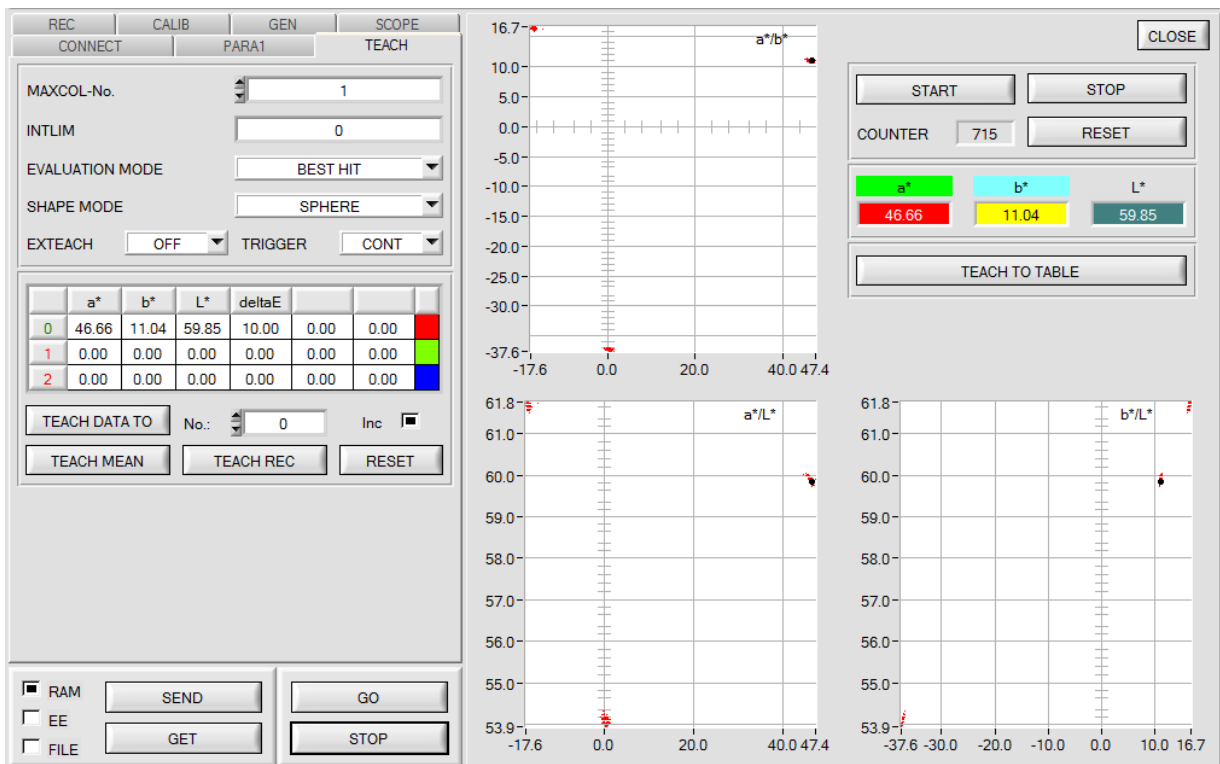 REC CALIB GEN SCOPE
CONNECT PARA1 TEACH
MAXCOL-No. 1
INTLIM 0
EVALUATION MODE BEST HIT
SHAPE MODE SPHERE
EXTEACH OFF TRIGGER CONT
a* b* L* deltaE
0 46.66 11.04 59.85 10.00 0.00 0.00
1 0.00 0.00 0.00 0.00 0.00 0.00
2 0.00 0.00 0.00 0.00 0.00 0.00
TEACH DATA TO No.: 0 Inc
TEACH MEAN TEACH REC RESET
RAM SEND GO
EE
FILE GET STOP
a*/b*
16.7
10.0
5.0
0.0
-5.0
-10.0
-15.0
-20.0
-25.0
-30.0
-37.6
-17.6 0.0 20.0 40.0 47.4
a*/L*
61.8
61.0
60.0
59.0
58.0
57.0
56.0
55.0
53.9
-17.6 0.0 20.0 40.0 47.4
CLOSE
START STOP
COUNTER 715 RESET
a* b* L*
46.66 11.04 59.85
TEACH TO TABLE
b*/L*
61.8
61.0
60.0
59.0
58.0
57.0
56.0
55.0
53.9
-37.6 -30.0 -20.0 -10.0 0.0 10.0 16.7